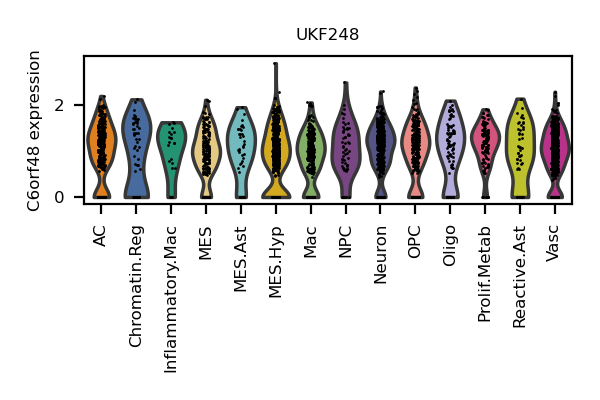 UKF248
C6orf48 expression
2
0
AC
Chromatin.Reg
Inflammatory.Mac
MES
MES.Ast
MES.Hyp
Mac
NPC
Neuron
OPC
Oligo
Prolif.Metab
Reactive.Ast
Vasc